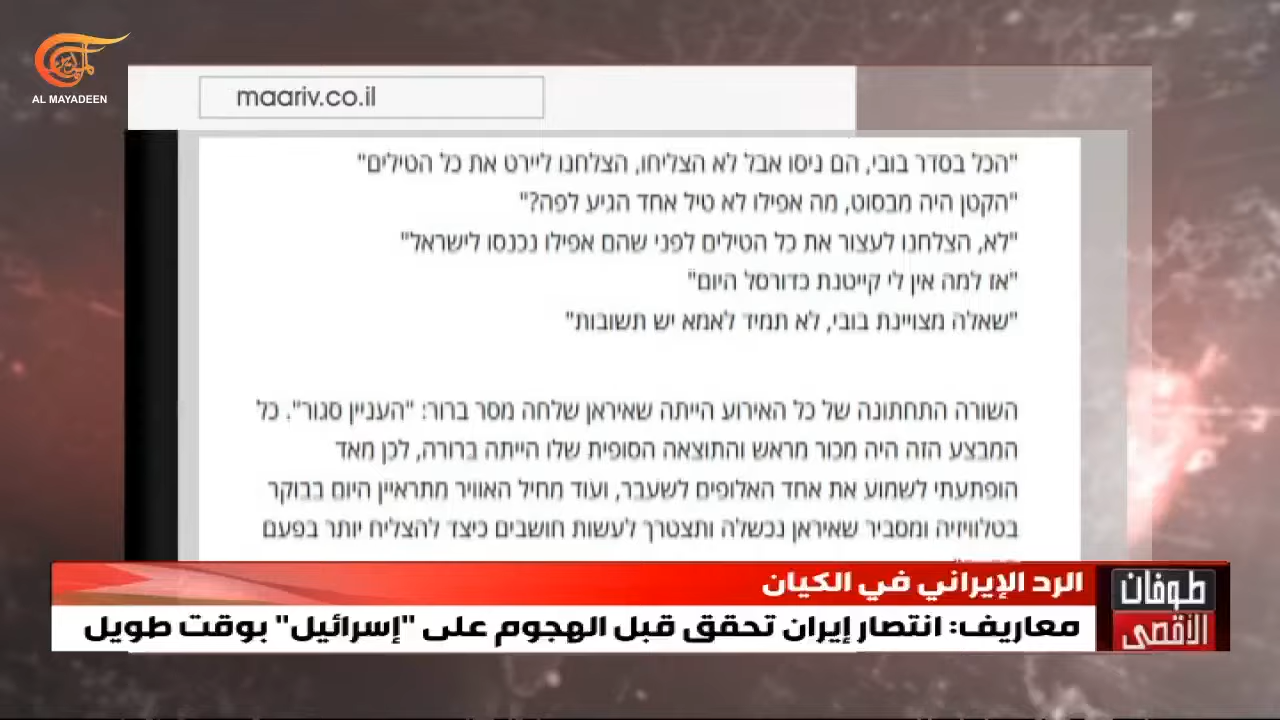 AL MAYADEEN
maariv.co.il
"הכל בסדר בובי, הם ניסו אבל לא הצליחו, הצלחנו ליירט את כל הטילים"
"הקטן היה מבסוט, מה אפילו לא טיל אחד הגיע לפה?"
"לא, הצלחנו לעצור את כל הטילים לפני שהם אפילו נכנסו לישראל"
"אז למה אין לי קייטנת כדורסל היום"
"שאלה מצויינת בובי, לא תמיד לאמא יש תשובות"
השורה התחתונה של כל האירוע הייתה שאיראן שלחה מסר ברור: "העניין סגור". כל
המבצע הזה היה מכור מראש והתוצאה הסופית שלו הייתה ברורה, לכן מאד
הופתעתי לשמוע את אחד האלופים לשעבר, ועוד מחיל האוויר מתראיין היום בבוקר
בטלוויזיה ומסביר שאיראן נכשלה ותצטרך לעשות חושבים כיצד להצליח יותר בפעם
الرد الإيراني في الكيان
معاريف: انتصار إيران تحقق قبل الهجوم على "إسرائيل" بوقت طويل
طوفان
الأقصى